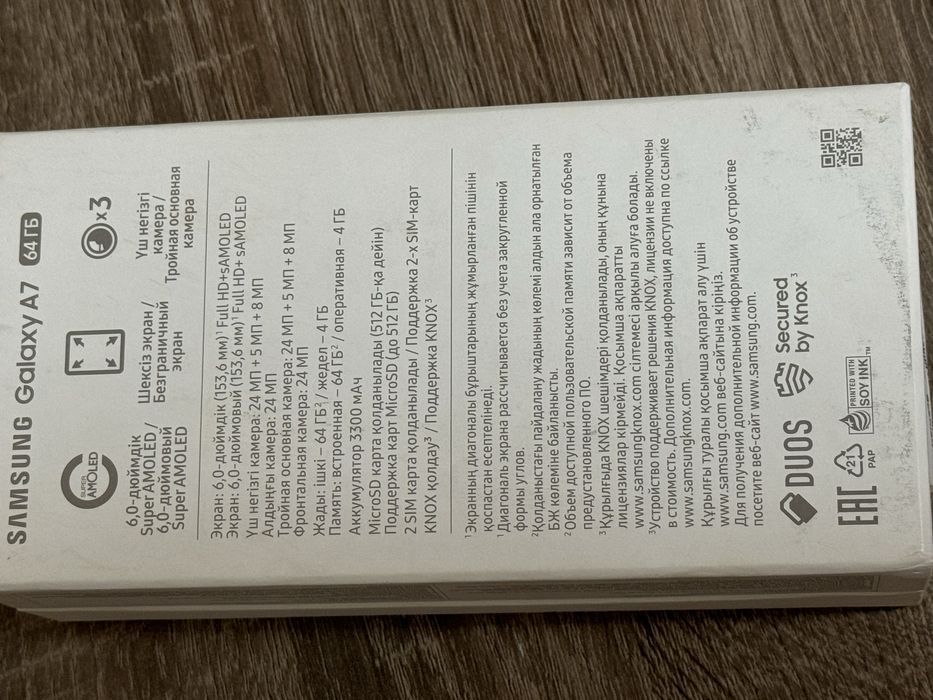 SAMSUNG Galaxy A7 64 ГБ
SUPER AMOLED
6,0-дюймдік
Super AMOLED /
6,0-дюймовый
Super AMOLED
Шексіз экран /
Безграничный
экран
x3
Үш негізгі
камера /
Тройная основная
камера
Экран: 6,0-дюймдік (153,6 мм)¹ Full HD+sAMOLED
Экран: 6,0-дюймовый (153,6 мм)¹ Full HD+ sAMOLED
Үш негізгі камера: 24 МП + 5 МП + 8 МП
Алдыңғы камера: 24 МП
Тройная основная камера: 24 МП + 5 МП + 8 МП
Фронтальная камера: 24 МП
Жады: ішкі – 64 ГБ² / жедел – 4 ГБ
Память: встроенная – 64 ГБ² / оперативная – 4 ГБ
Аккумулятор 3300 мАч
MicroSD карта қолданылады (512 ГБ-қа дейін)
Поддержка карт MicroSD (до 512 ГБ)
2 SIM карта қолданылады / Поддержка 2-х SIM-карт
KNOX қолдау³ / Поддержка KNOX³
¹Экранның диагоналы бұрыштарының жұмырланған пішінін
қоспастан есептелінеді.
¹Диагональ экрана рассчитывается без учета закругленной
формы углов.
²Қолданыстағы пайдалану жадының көлемі алдын ала орнатылған
БЖ көлеміне байланысты.
² Объем доступной пользовательской памяти зависит от объема
предустановленного ПО.
³ Құрылғыда KNOX шешімдері қолданылады, оның құнына
лицензиялар кірмейді. Қосымша ақпаратты
www.samsungknox.com сілтемесі арқылы алуға болады.
³Устройство поддерживает решения KNOX, лицензии не включены
в стоимость. Дополнительная информация доступна по ссылке
www.samsungknox.com.
Құрылғы туралы қосымша ақпарат алу үшін
www.samsung.com веб-сайтына кіріңіз.
Для получения дополнительной информации об устройстве
посетите веб-сайт www.samsung.com.
DUOS
Secured
by Knox³
EAC
21
PAP
PRINTED WITH
SOY INK™